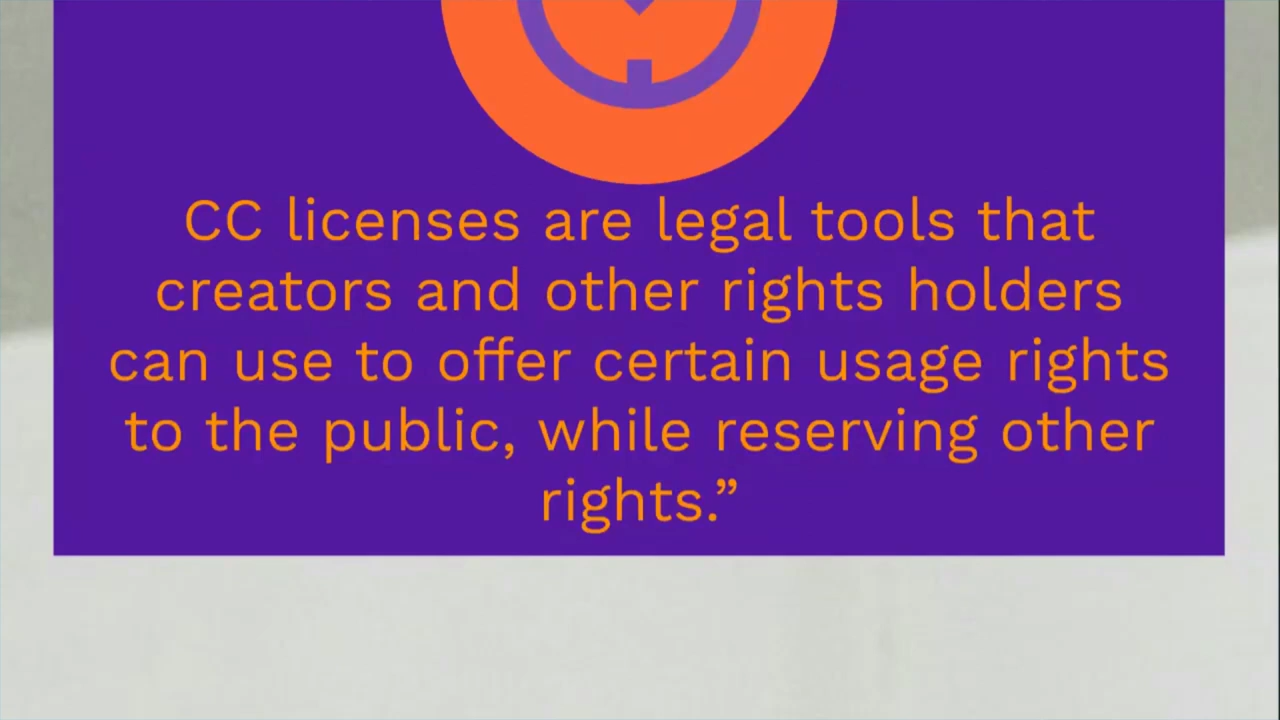 CC licenses are legal tools that
creators and other rights holders
can use to offer certain usage rights
to the public, while reserving other
rights.”